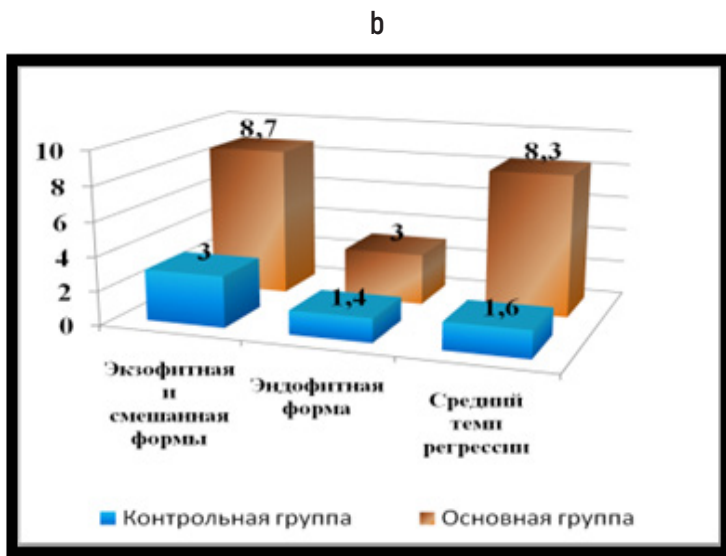 b
8,7
8,3
10
8
6
4
2
0
3
3
1,4
1,6
Экзофитная
и
смешанная
формы
Эндофитная
форма
Средний
темп
регрессии
Контрольная группа
Основная группа